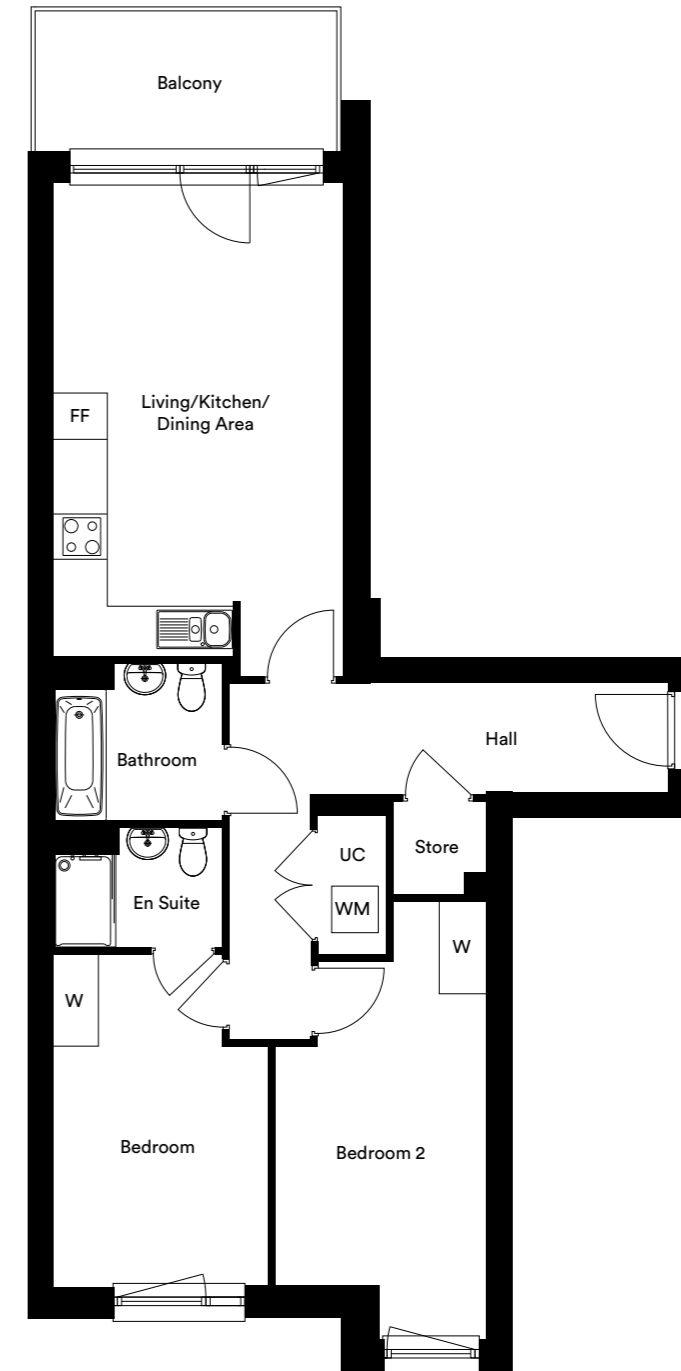 Balcony
FF
Living/Kitchen/
Dining Area
Hall
Bathroom
UC
Store
WM
En Suite
W
W
Bedroom
Bedroom 2